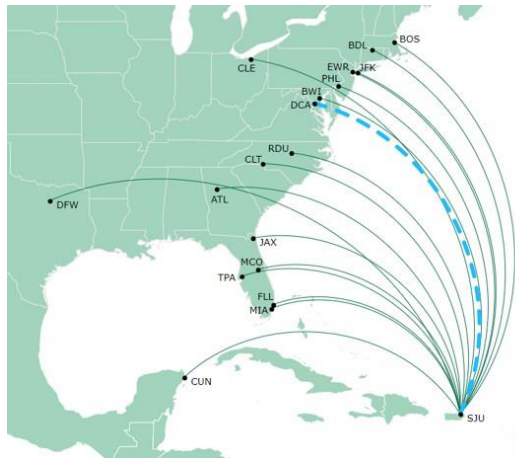 BOS
BDL
CLE
EWR
JFK
PHL
BWI
DCA
RDU
CLT
DFW
ATL
JAX
MCO
TPA
FLL
MIA
CUN
SJU